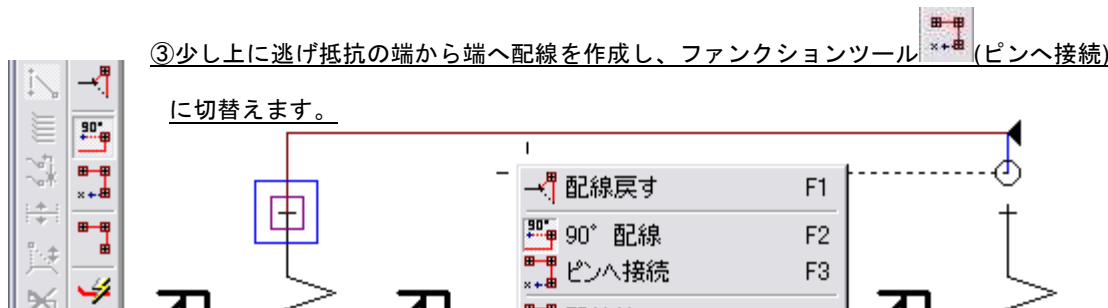 ③少し上に逃げ抵抗の端から端へ配線を作成し、ファンクションツール(ピンへ接続)
に切替えます。
90°
配線戻す F1
90° 90° 配線 F2
ピンへ接続 F3